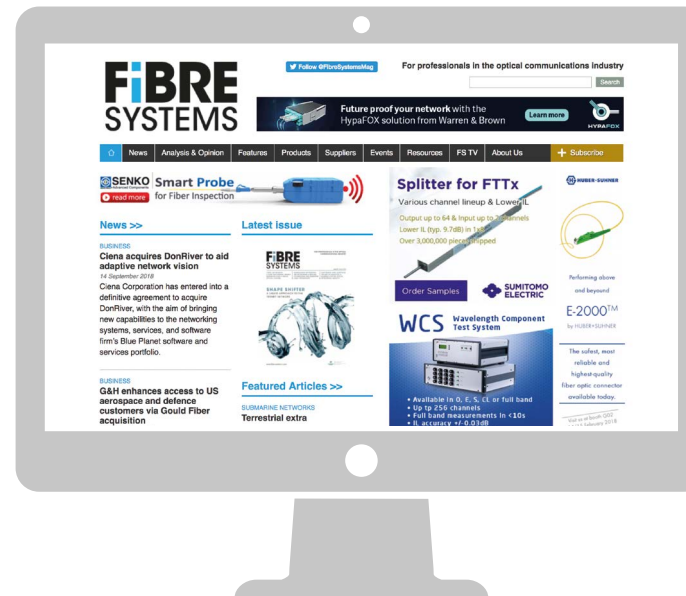 FiBRE
SYSTEMS
Follow @FibreSystemsMag
For professionals in the optical communications industry
Search
Future proof your network with the
HypaFOX solution from Warren & Brown
Learn more
HYPAFOX
News
Analysis & Opinion
Features
Products
Suppliers
Events
Resources
FS TV
About Us
+ Subscribe
SENKO
Advanced Components
read more
Smart Probe
for Fiber Inspection
News >>
BUSINESS
Ciena acquires DonRiver to aid
adaptive network vision
14 September 2018
Ciena Corporation has entered into a
definitive agreement to acquire
DonRiver, with the aim of bringing
new capabilities to the networking
systems, services, and software
firm's Blue Planet software and
services portfolio.
BUSINESS
G&H enhances access to US
aerospace and defence
customers via Gould Fiber
acquisition
Latest issue
FiBRE
SYSTEMS
SHAPE SHIFTER
Featured Articles >>
SUBMARINE NETWORKS
Terrestrial extra
Splitter for FTTx
Various channel lineup & Lower IL
Output up to 64 & Input up to
Lower IL (typ. 9.7dB) in
Over 3,000,000 pieces shipped
Order Samples
SUMITOMO
ELECTRIC
WCS
Wavelength Component
Test System
• Available in O, E, S, CL or full band
• Up tp 256 channels
• Full band measurements in <10s
• IL accuracy +/-0.03dB
HUBER+SUHNER
Performing above
and beyound
E-2000™
by HUBER+SUHNER
The safest, most
reliable and
highest-quality
fiber optic connector
available today.
Visit us at booth
February 2018